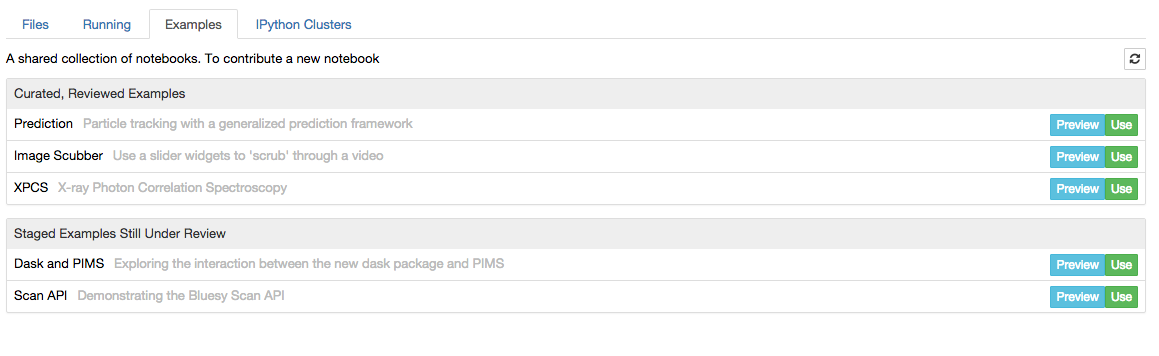 Files Running Examples IPython Clusters
A shared collection of notebooks. To contribute a new notebook
Curated, Reviewed Examples
Prediction Particle tracking with a generalized prediction framework Preview Use
Image Scubber Use a slider widgets to 'scrub' through a video Preview Use
XPCS X-ray Photon Correlation Spectroscopy Preview Use
Staged Examples Still Under Review
Dask and PIMS Exploring the interaction between the new dask package and PIMS Preview Use
Scan API Demonstrating the Bluesy Scan API Preview Use